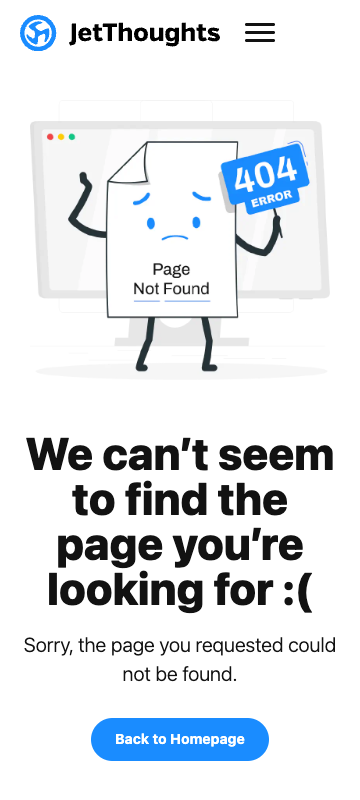 JetThoughts
404
ERROR
Page
Not Found
We can’t seem
to find the
page you’re
looking for :(
Sorry, the page you requested could
not be found.
Back to Homepage